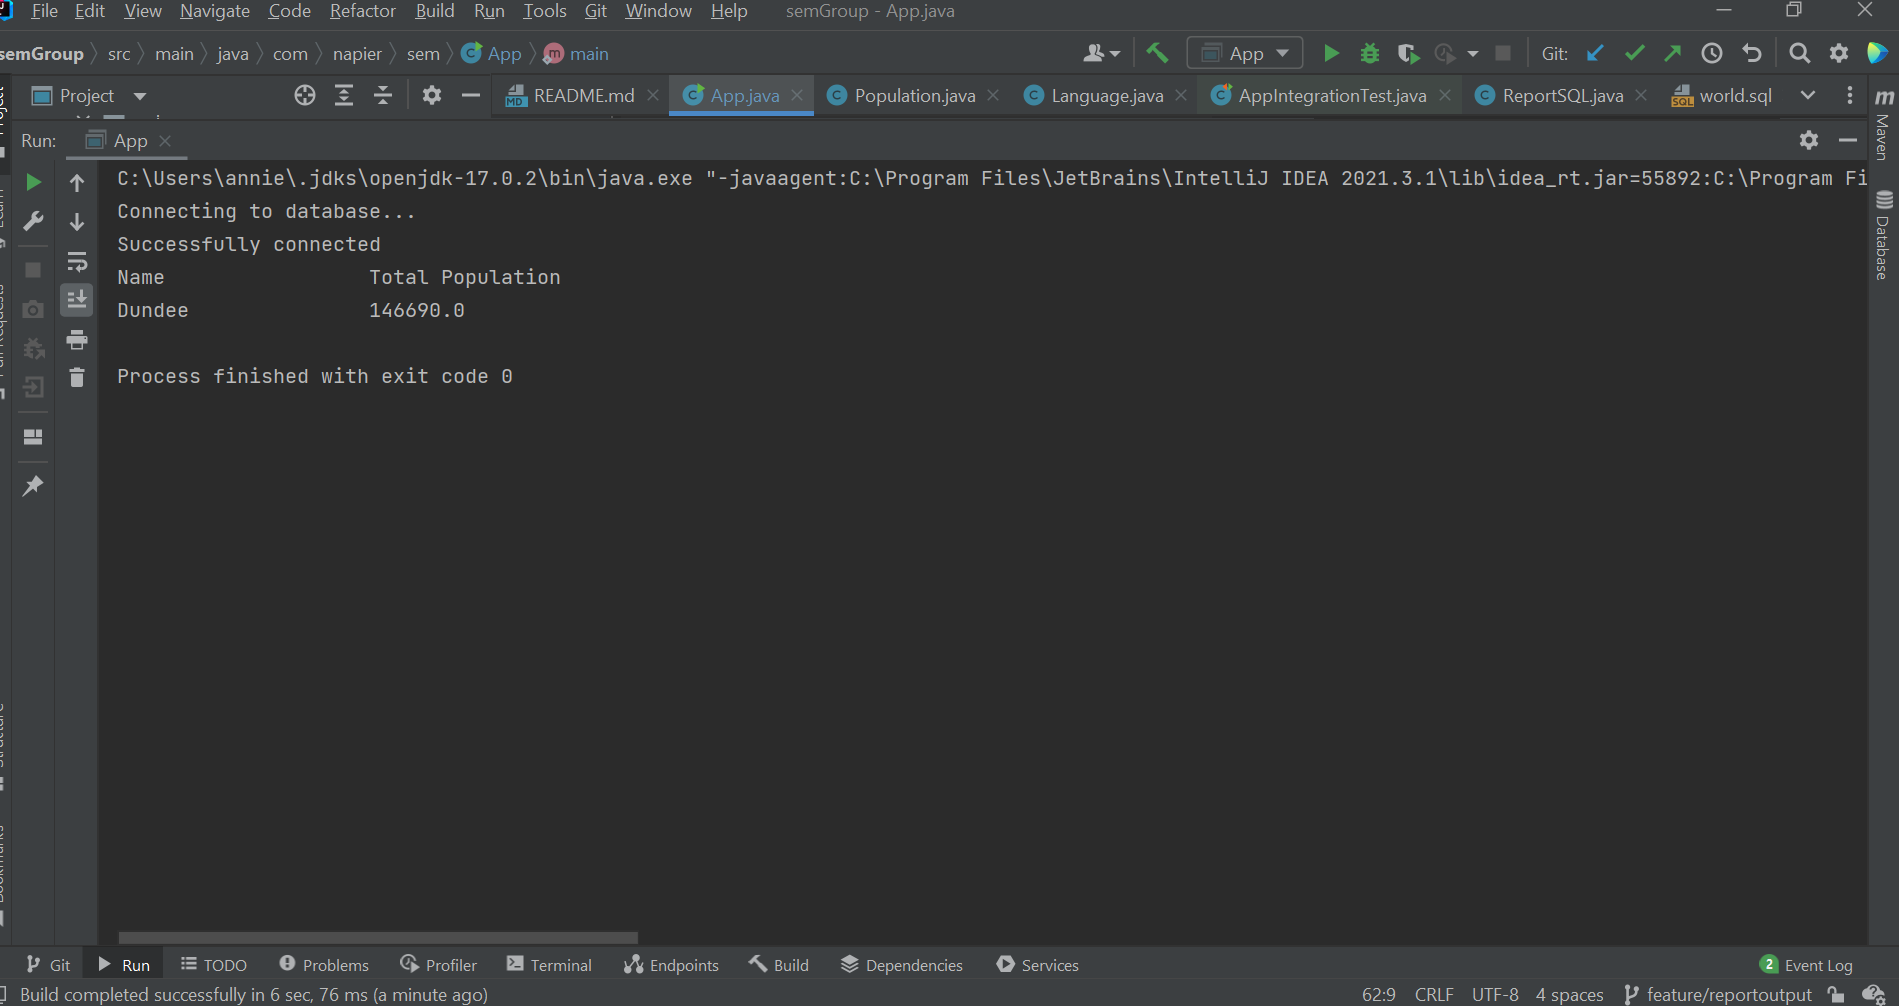 File Edit View Navigate Code Refactor Build Run Tools Git Window Help semGroup - App.java
semGroup src main java com napier sem App main App Git:
Project README.md App.java Population.java Language.java AppIntegrationTest.java ReportSQL.java world.sql
Run: App
C:\Users\annie\.jdks\openjdk-17.0.2\bin\java.exe "-javaagent:C:\Program Files\JetBrains\IntelliJ IDEA 2021.3.1\lib\idea_rt.jar=55892:C:\Program Fi
Connecting to database...
Successfully connected
Name Total Population
Dundee 146690.0
Process finished with exit code 0
Maven
Database
Git Run TODO Problems Profiler Terminal Endpoints Build Dependencies Services 2 Event Log
Build completed successfully in 6 sec, 76 ms (a minute ago) 62:9 CRLF UTF-8 4 spaces feature/reportoutput